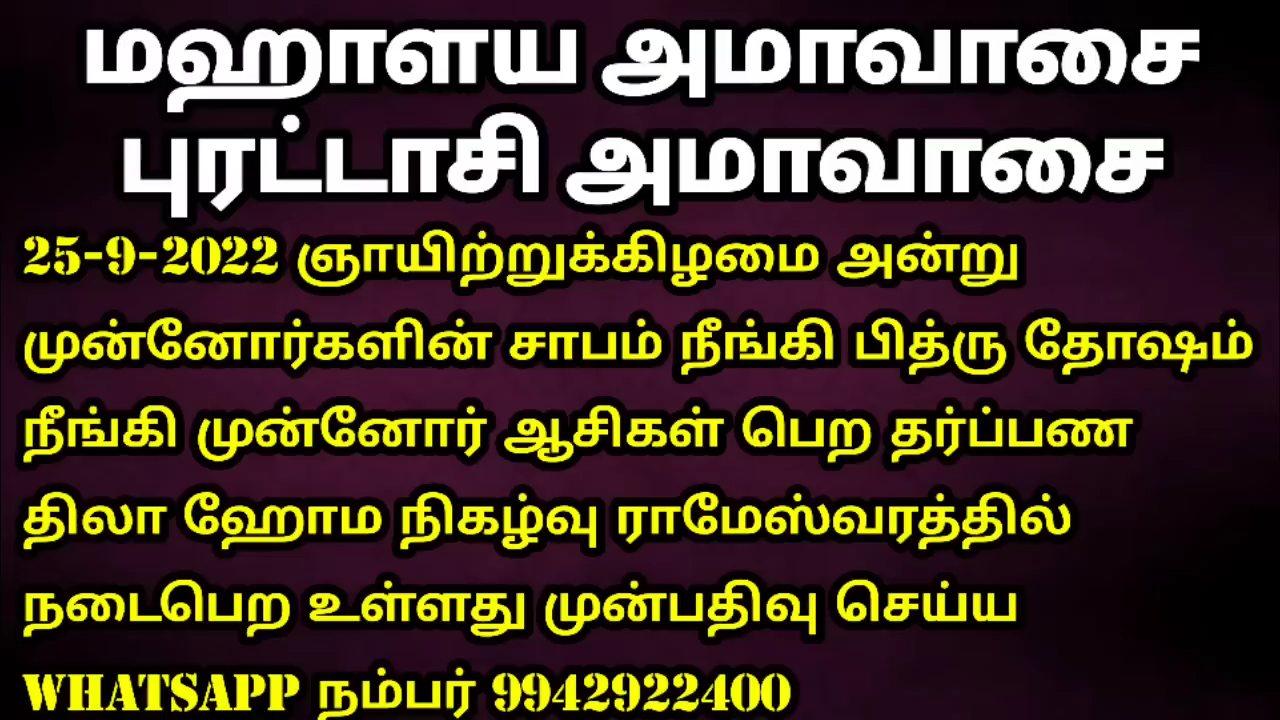 மஹாளய அமாவாசை
புரட்டாசி அமாவாசை
25-9-2022 ஞாயிற்றுக்கிழமை அன்று
முன்னோர்களின் சாபம் நீங்கி பித்ரு தோஷம்
நீங்கி முன்னோர் ஆசிகள் பெற தர்ப்பண
திலா ஹோம நிகழ்வு ராமேஸ்வரத்தில்
நடைபெற உள்ளது முன்பதிவு செய்ய
WHATSAPP நம்பர் 9942922400